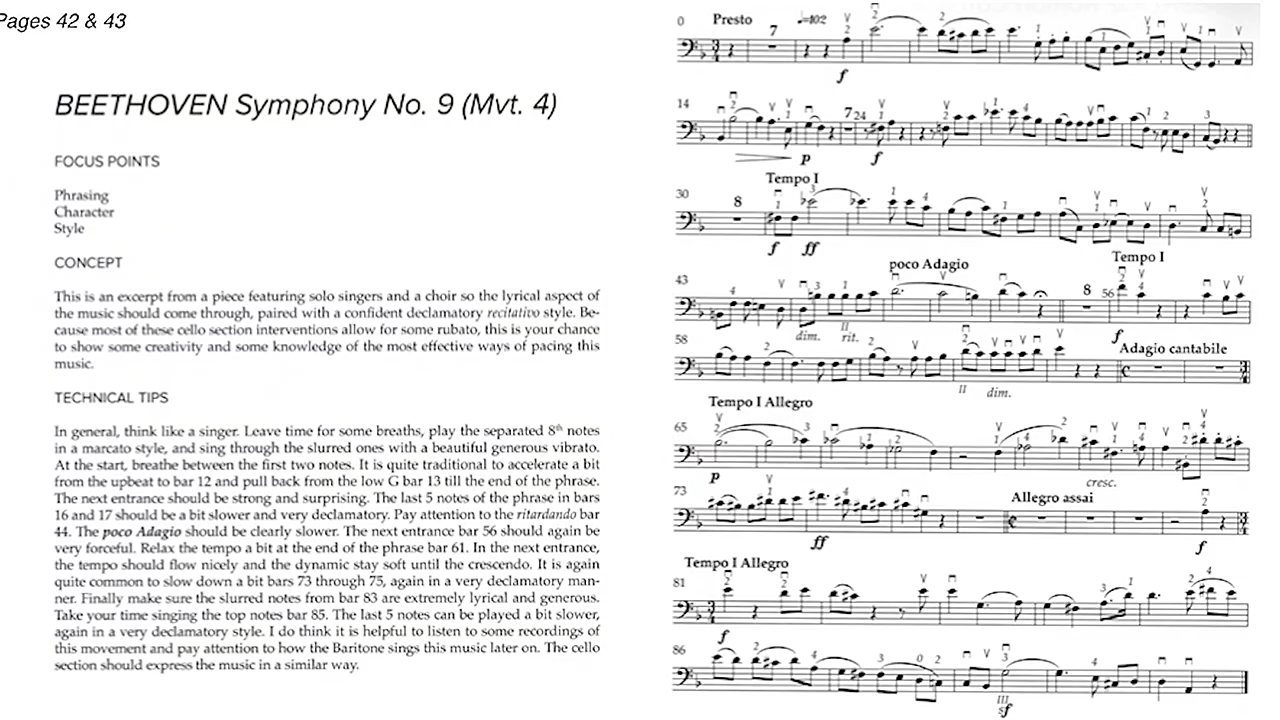 Pages 42 & 43
BEETHOVEN Symphony No. 9 (Mvt. 4)
FOCUS POINTS
Phrasing
Character
Style
CONCEPT
This is an excerpt from a piece featuring solo singers and a choir so the lyrical aspect of
the music should come through, paired with a confident declamatory recitativo style. Be-
cause most of these cello section interventions allow for some rubato, this is your chance
to show some creativity and some knowledge of the most effective ways of pacing this
music.
TECHNICAL TIPS
In general, think like a singer. Leave time for some breaths, play the separated 8th notes
in a marcato style, and sing through the slurred ones with a beautiful generous vibrato.
At the start, breathe between the first two notes. It is quite traditional to accelerate a bit
from the upbeat to bar 12 and pull back from the low G bar 13 till the end of the phrase.
The next entrance should be strong and surprising. The last 5 notes of the phrase in bars
16 and 17 should be a bit slower and very declamatory. Pay attention to the ritardando bar
44. The poco Adagio should be clearly slower. The next entrance bar 56 should again be
very forceful. Relax the tempo a bit at the end of the phrase bar 61. In the next entrance,
the tempo should flow nicely and the dynamic stay soft until the crescendo. It is again
quite common to slow down a bit bars 73 through 75, again in a very declamatory man-
ner. Finally make sure the slurred notes from bar 83 are extremely lyrical and generous.
Take your time singing the top notes bar 85. The last 5 notes can be played a bit slower,
again in a very declamatory style. I do think it is helpful to listen to some recordings of
this movement and pay attention to how the Baritone sings this music later on. The cello
section should express the music in a similar way.
0 Presto 7
f
14
p f
Tempo I
30 8
f ff
poco Adagio Tempo I
43 8 56
dim. rit. f
58 Adagio cantabile
II dim.
Tempo I Allegro
65
p cresc.
73 Allegro assai
ff f
Tempo I Allegro
81
f
86
III
sf